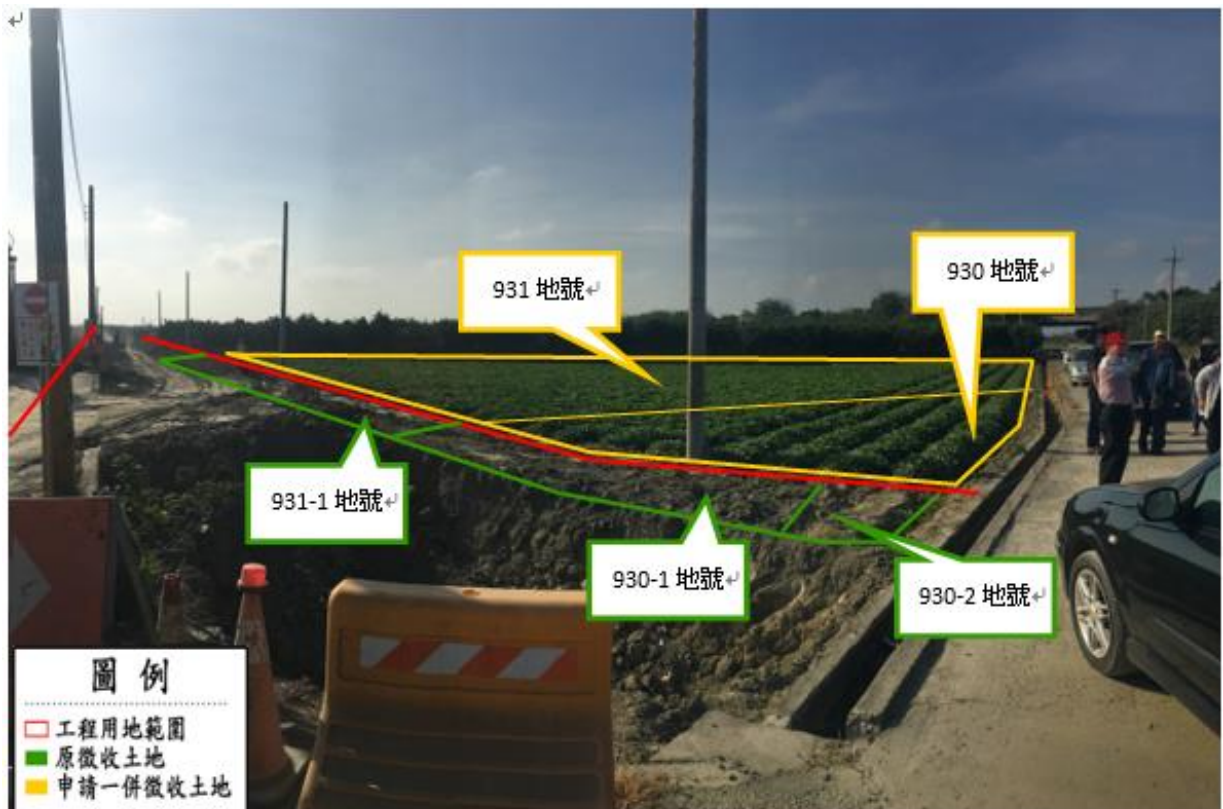 931 地號
930 地號
931-1 地號
930-1 地號
930-2 地號
圖例
工程用地範圍
原徵收土地
申請一併徵收土地